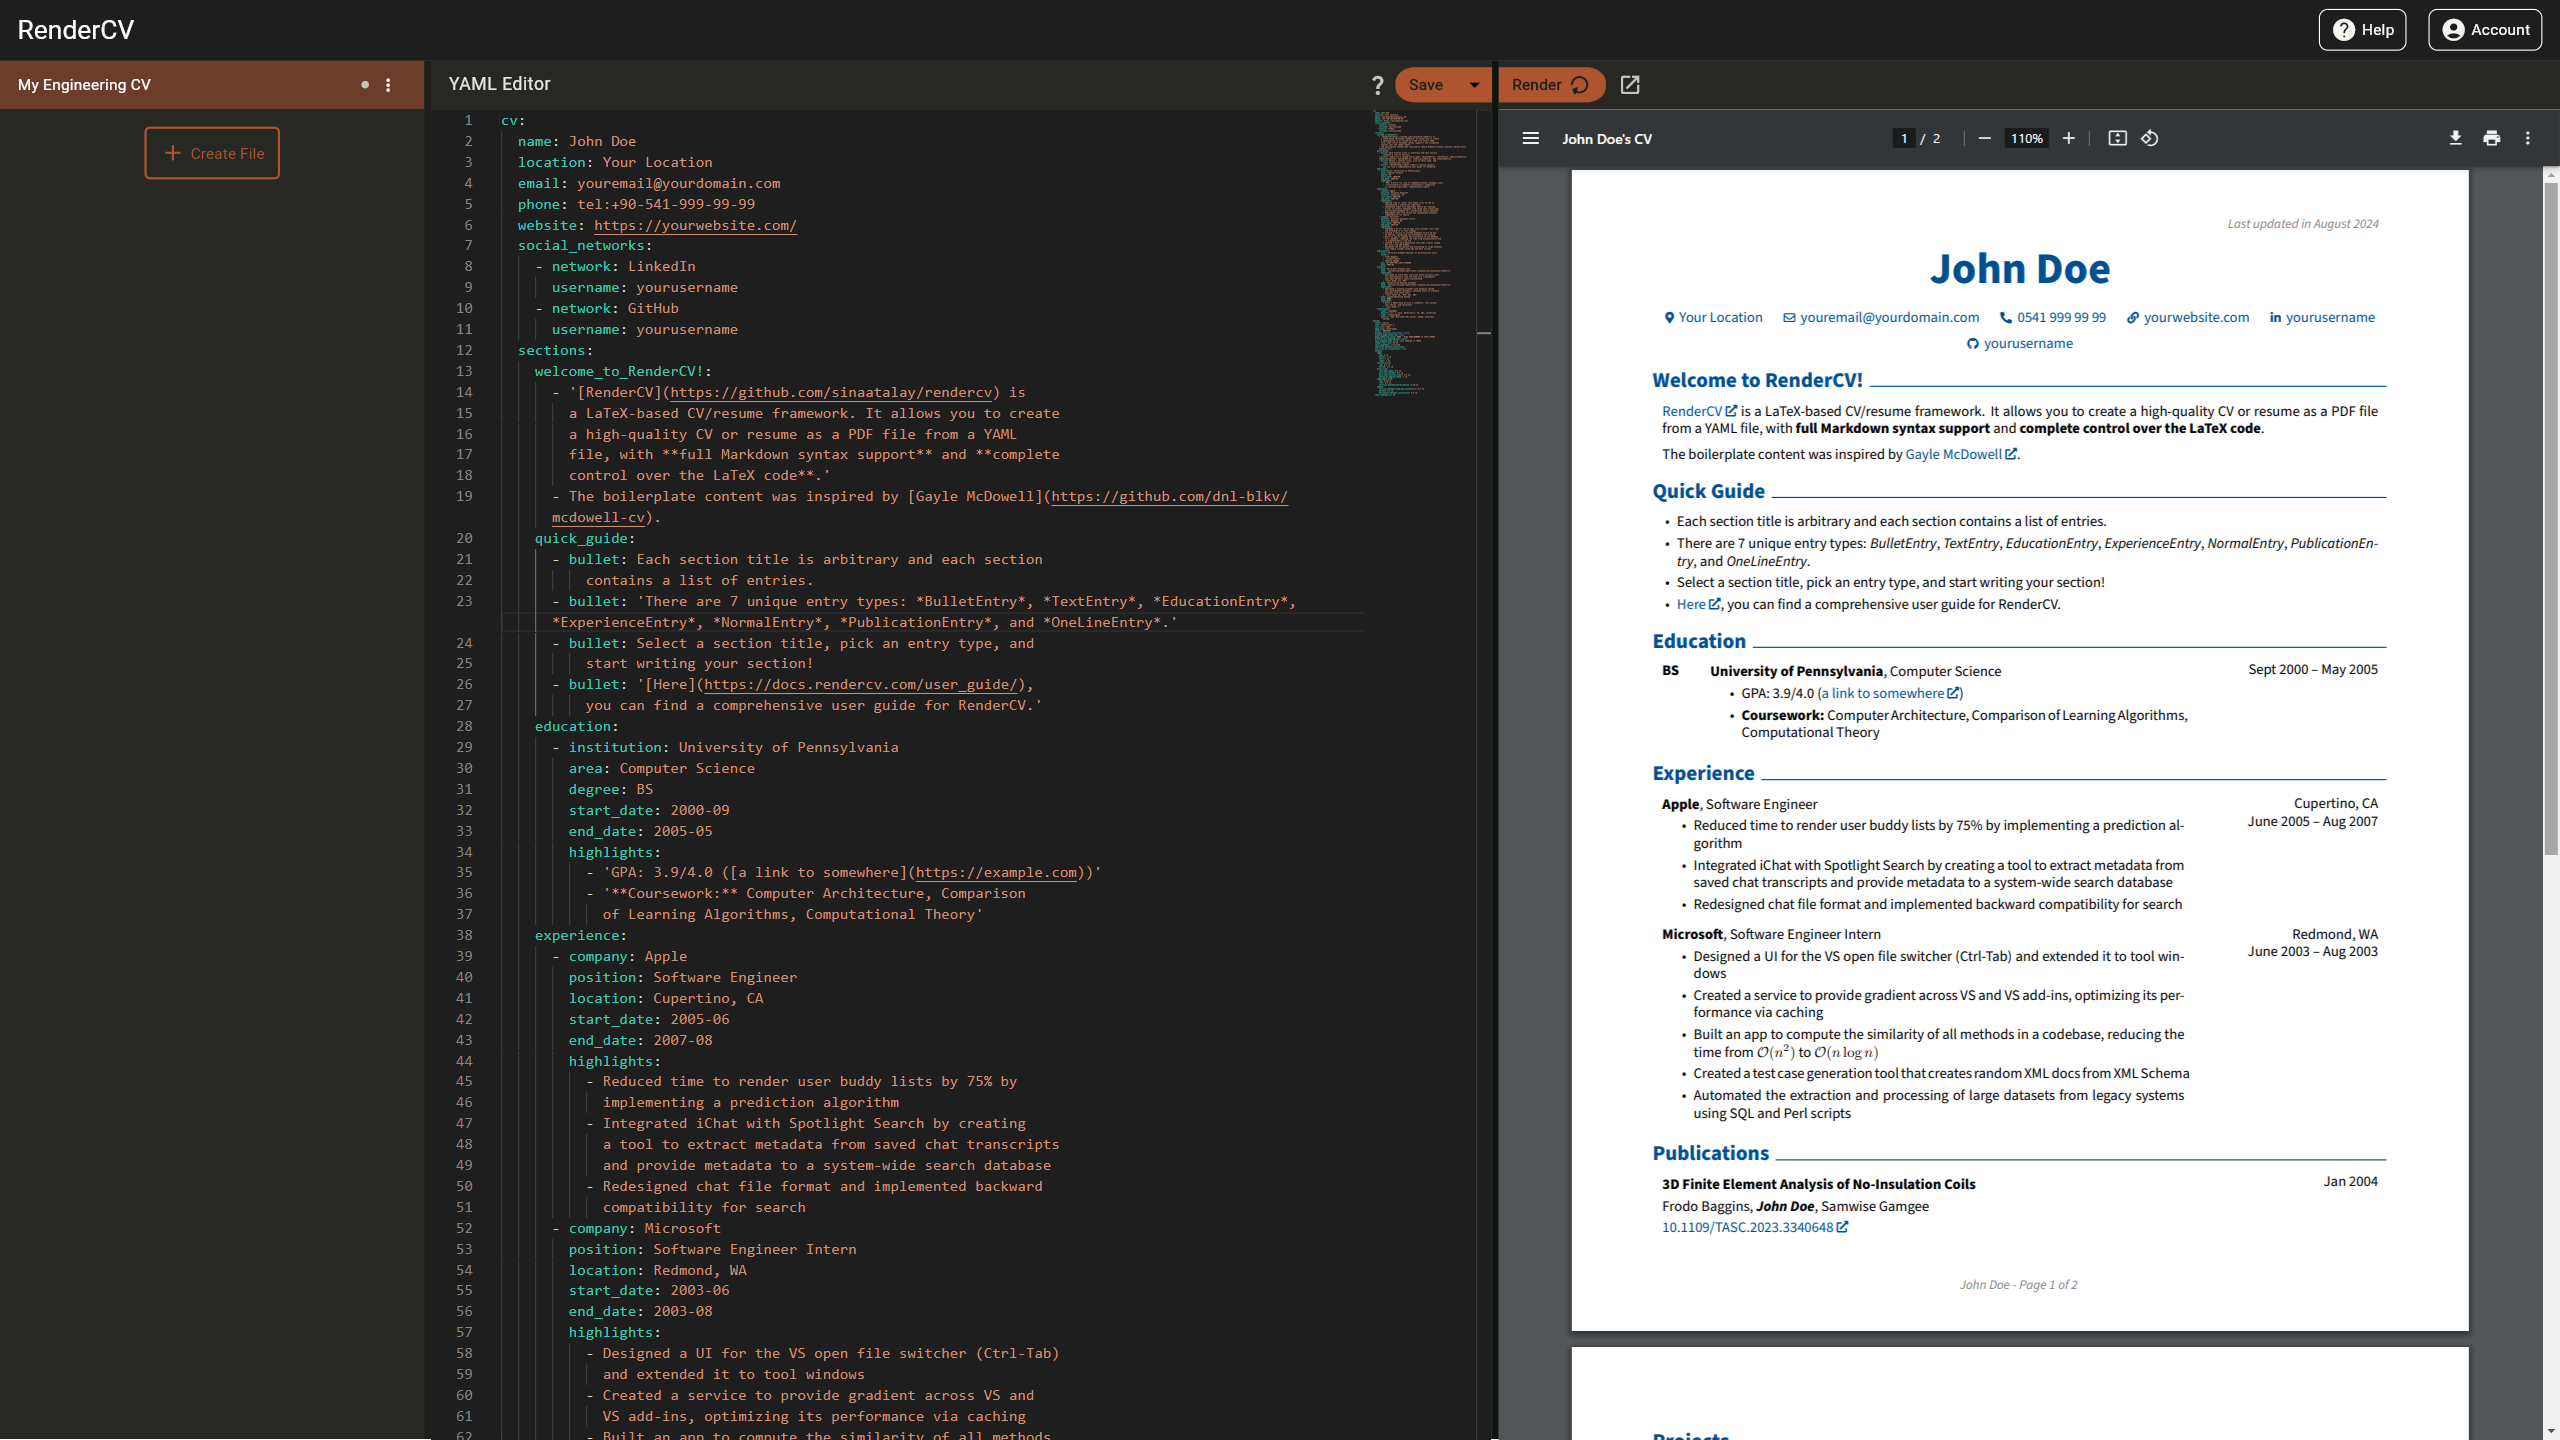 RenderCV
Help
Account
My Engineering CV
Create File
YAML Editor
?
Save
Render
1 cv:
2 name: John Doe
3 location: Your Location
4 email: youremail@yourdomain.com
5 phone: tel:+90-541-999-99-99
6 website: https://yourwebsite.com/
7 social_networks:
8 - network: LinkedIn
9 username: yourusername
10 - network: GitHub
11 username: yourusername
12 sections:
13 welcome_to_RenderCV!:
14 - '[RenderCV](https://github.com/sinaatalay/rendercv) is
15 a LaTeX-based CV/resume framework. It allows you to create
16 a high-quality CV or resume as a PDF file from a YAML
17 file, with **full Markdown syntax support** and **complete
18 control over the LaTeX code**.'
19 - The boilerplate content was inspired by [Gayle McDowell](https://github.com/dnl-blkv/
mcdowell-cv).
20 quick_guide:
21 - bullet: Each section title is arbitrary and each section
22 contains a list of entries.
23 - bullet: 'There are 7 unique entry types: *BulletEntry*, *TextEntry*, *EducationEntry*,
*ExperienceEntry*, *NormalEntry*, *PublicationEntry*, and *OneLineEntry*.'
24 - bullet: Select a section title, pick an entry type, and
25 start writing your section!
26 - bullet: '[Here](https://docs.rendercv.com/user_guide/),
27 you can find a comprehensive user guide for RenderCV.'
28 education:
29 - institution: University of Pennsylvania
30 area: Computer Science
31 degree: BS
32 start_date: 2000-09
33 end_date: 2005-05
34 highlights:
35 - 'GPA: 3.9/4.0 ([a link to somewhere](https://example.com))'
36 - '**Coursework:** Computer Architecture, Comparison
37 of Learning Algorithms, Computational Theory'
38 experience:
39 - company: Apple
40 position: Software Engineer
41 location: Cupertino, CA
42 start_date: 2005-06
43 end_date: 2007-08
44 highlights:
45 - Reduced time to render user buddy lists by 75% by
46 implementing a prediction algorithm
47 - Integrated iChat with Spotlight Search by creating
48 a tool to extract metadata from saved chat transcripts
49 and provide metadata to a system-wide search database
50 - Redesigned chat file format and implemented backward
51 compatibility for search
52 - company: Microsoft
53 position: Software Engineer Intern
54 location: Redmond, WA
55 start_date: 2003-06
56 end_date: 2003-08
57 highlights:
58 - Designed a UI for the VS open file switcher (Ctrl-Tab)
59 and extended it to tool windows
60 - Created a service to provide gradient across VS and
61 VS add-ins, optimizing its performance via caching
62 - Built an app to compute the similarity of all methods
John Doe's CV
1 / 2
110%
Last updated in August 2024
John Doe
Your Location youremail@yourdomain.com 0541 999 99 99 yourwebsite.com in yourusername
yourusername
Welcome to RenderCV!
RenderCV is a LaTeX-based CV/resume framework. It allows you to create a high-quality CV or resume as a PDF file
from a YAML file, with full Markdown syntax support and complete control over the LaTeX code.
The boilerplate content was inspired by Gayle McDowell.
Quick Guide
• Each section title is arbitrary and each section contains a list of entries.
• There are 7 unique entry types: BulletEntry, TextEntry, EducationEntry, ExperienceEntry, NormalEntry, PublicationEn-
try, and OneLineEntry.
• Select a section title, pick an entry type, and start writing your section!
• Here, you can find a comprehensive user guide for RenderCV.
Education
BS University of Pennsylvania, Computer Science Sept 2000 – May 2005
• GPA: 3.9/4.0 (a link to somewhere)
• Coursework: Computer Architecture, Comparison of Learning Algorithms,
Computational Theory
Experience
Apple, Software Engineer Cupertino, CA
June 2005 – Aug 2007
• Reduced time to render user buddy lists by 75% by implementing a prediction al-
gorithm
• Integrated iChat with Spotlight Search by creating a tool to extract metadata from
saved chat transcripts and provide metadata to a system-wide search database
• Redesigned chat file format and implemented backward compatibility for search
Microsoft, Software Engineer Intern Redmond, WA
June 2003 – Aug 2003
• Designed a UI for the VS open file switcher (Ctrl-Tab) and extended it to tool win-
dows
• Created a service to provide gradient across VS and VS add-ins, optimizing its per-
formance via caching
• Built an app to compute the similarity of all methods in a codebase, reducing the
time from 𝒪(n²) to 𝒪(n log n)
• Created a test case generation tool that creates random XML docs from XML Schema
• Automated the extraction and processing of large datasets from legacy systems
using SQL and Perl scripts
Publications
3D Finite Element Analysis of No-Insulation Coils Jan 2004
Frodo Baggins, John Doe, Samwise Gamgee
10.1109/TASC.2023.3340648
John Doe - Page 1 of 2
Projects